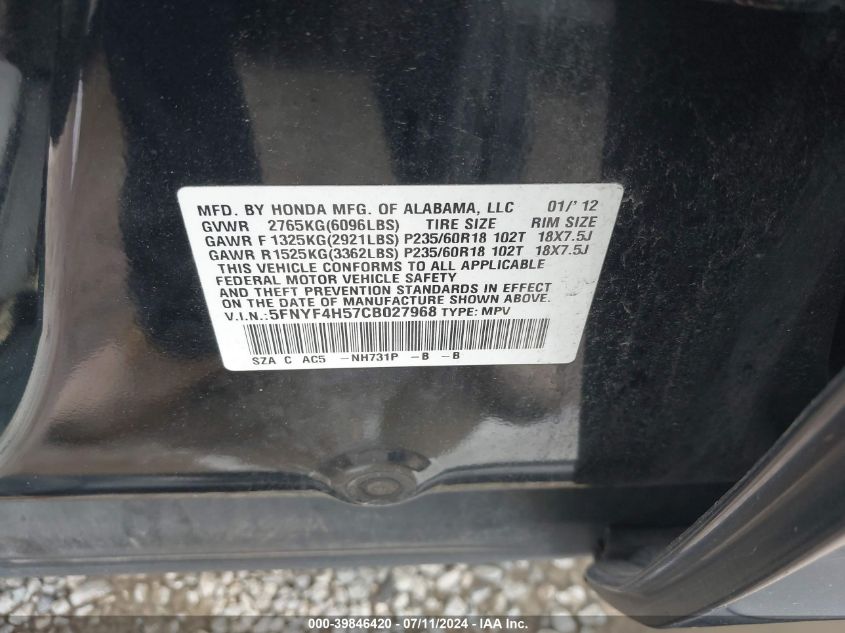 MFD. BY HONDA MFG. OF ALABAMA, LLC 01/'12
GVWR 2765KG(6096LBS) TIRE SIZE RIM SIZE
GAWR F 1325KG(2921LBS) P235/60R18 102T 18X7.5J
GAWR R 1525KG(3362LBS) P235/60R18 102T 18X7.5J
THIS VEHICLE CONFORMS TO ALL APPLICABLE
FEDERAL MOTOR VEHICLE SAFETY
AND THEFT PREVENTION STANDARDS IN EFFECT
ON THE DATE OF MANUFACTURE SHOWN ABOVE.
V.I.N.:5FNYF4H57CB027968 TYPE: MPV
SZA C AC5 -NH731P -B -B
000-39846420 - 07/11/2024 - IAAI.com